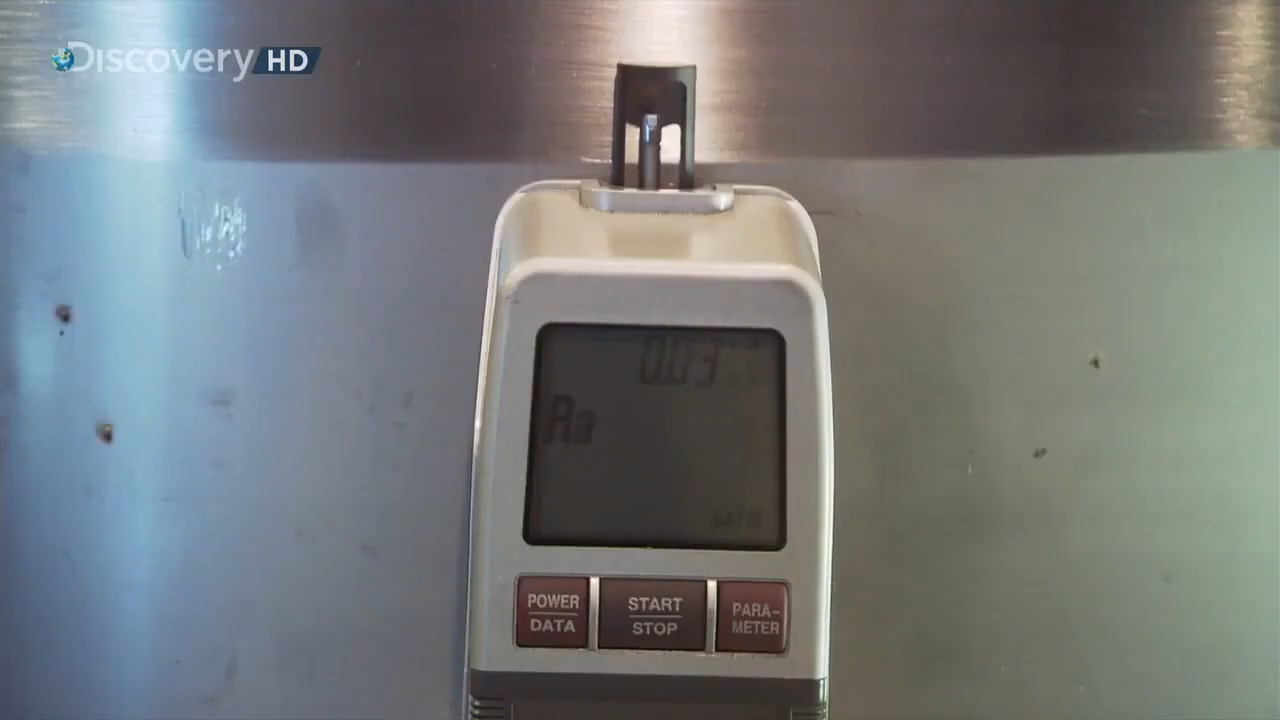 Discovery HD
0.03
Ra
POWER
DATA
START
STOP
PARA-
METER